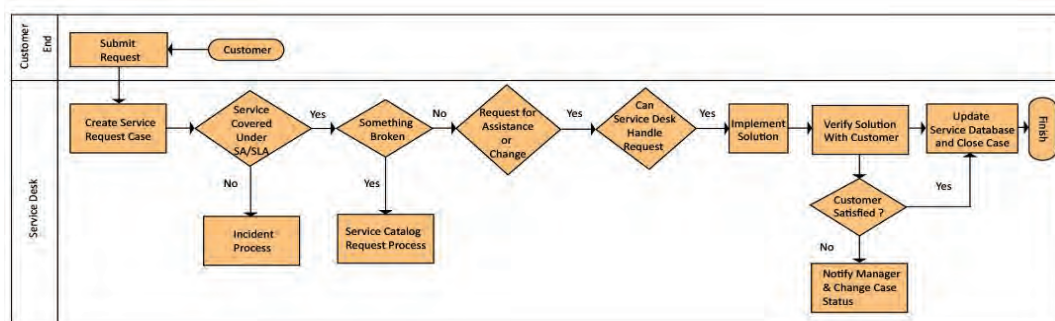 Customer
End
Submit
Request
Customer
Service Desk
Create Service
Request Case
Service
Covered
Under
SA/SLA
Yes
No
Incident
Process
Something
Broken
No
Yes
Service Catalog
Request Process
Request for
Assistance
or
Change
Yes
Can
Service Desk
Handle
Request
Yes
Implement
Solution
Verify Solution
With Customer
Customer
Satisfied ?
Yes
No
Notify Manager
& Change Case
Status
Update
Service Database
and Close Case
Finish